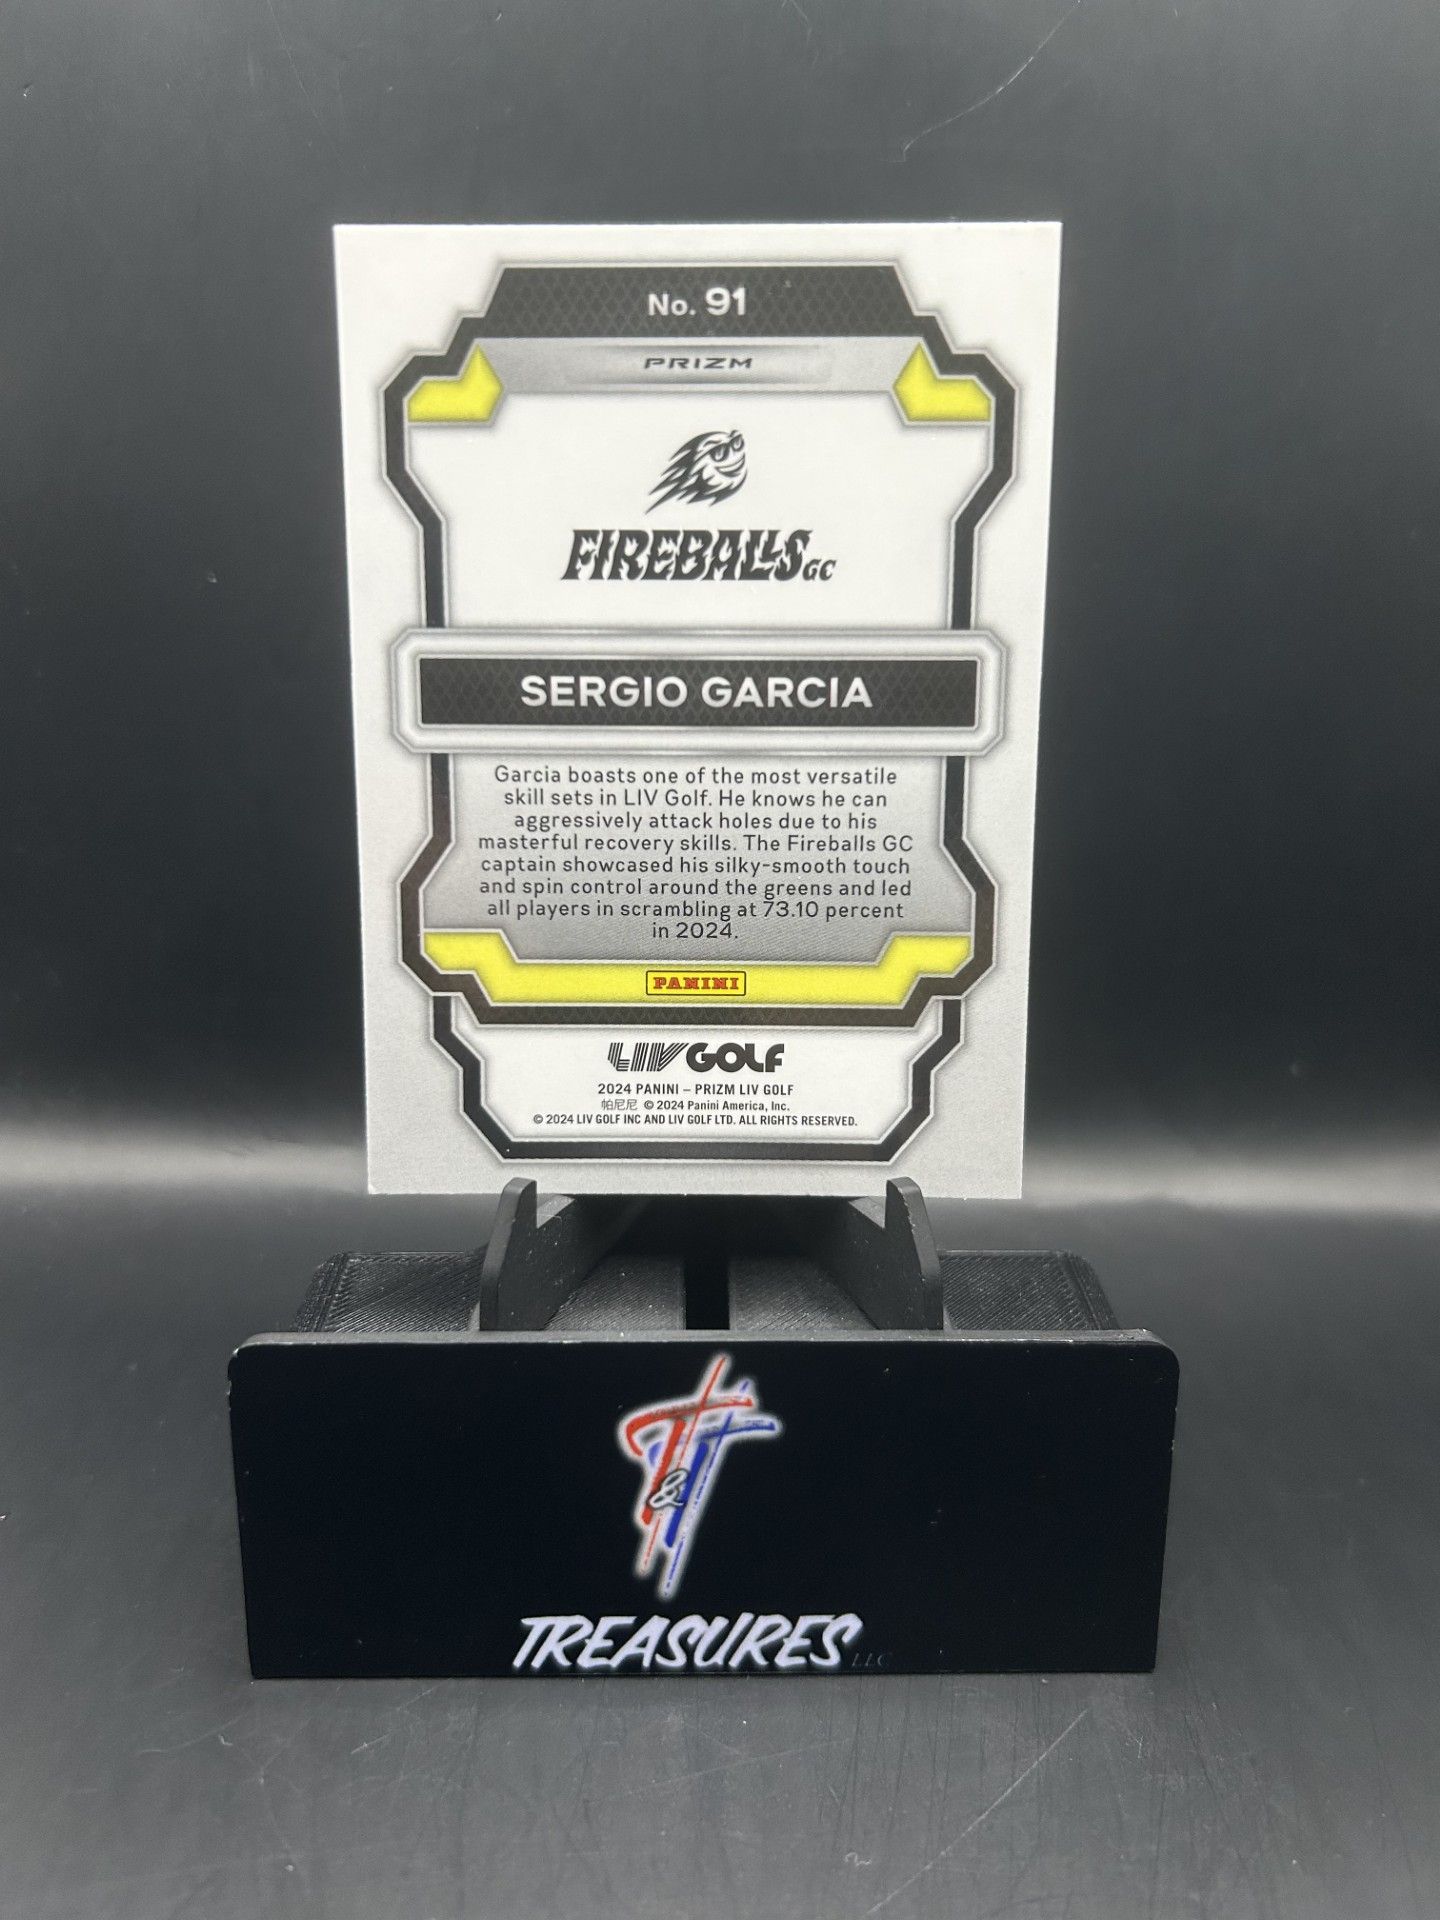 No. 91
PRIZM
FIREBALLS GC
SERGIO GARCIA
Garcia boasts one of the most versatile
skill sets in LIV Golf. He knows he can
aggressively attack holes due to his
masterful recovery skills. The Fireballs GC
captain showcased his silky-smooth touch
and spin control around the greens and led
all players in scrambling at 73.10 percent
in 2024.
PANINI
LIV GOLF
2024 PANINI – PRIZM LIV GOLF
帕尼尼 © 2024 Panini America, Inc.
© 2024 LIV GOLF INC AND LIV GOLF LTD. ALL RIGHTS RESERVED.
T&T
TREASURES LLC